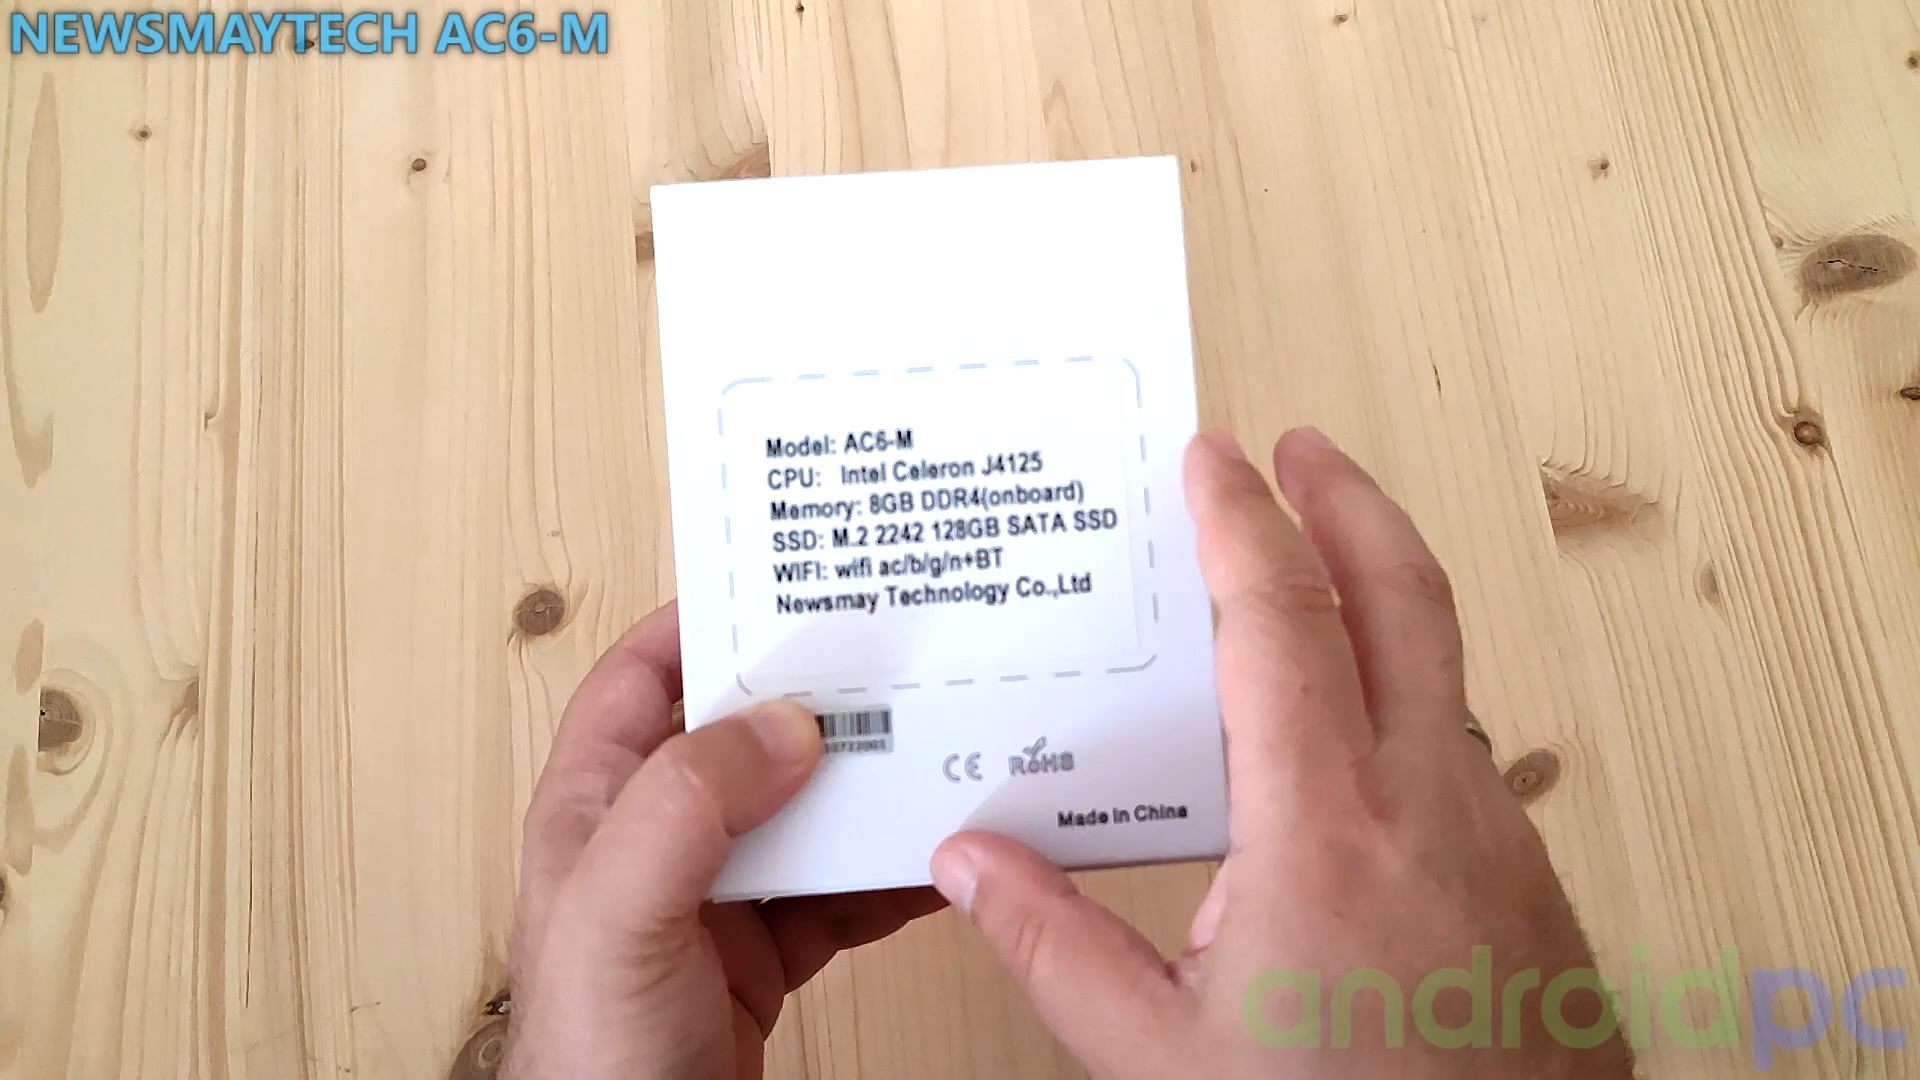 NEWSMAYTECH AC6-M
Model: AC6-M
CPU: Intel Celeron J4125
Memory: 8GB DDR4(onboard)
SSD: M.2 2242 128GB SATA SSD
WIFI: wifi ac/b/g/n+BT
Newsmay Technology Co.,Ltd
CE RoHS
Made in China
androidpc